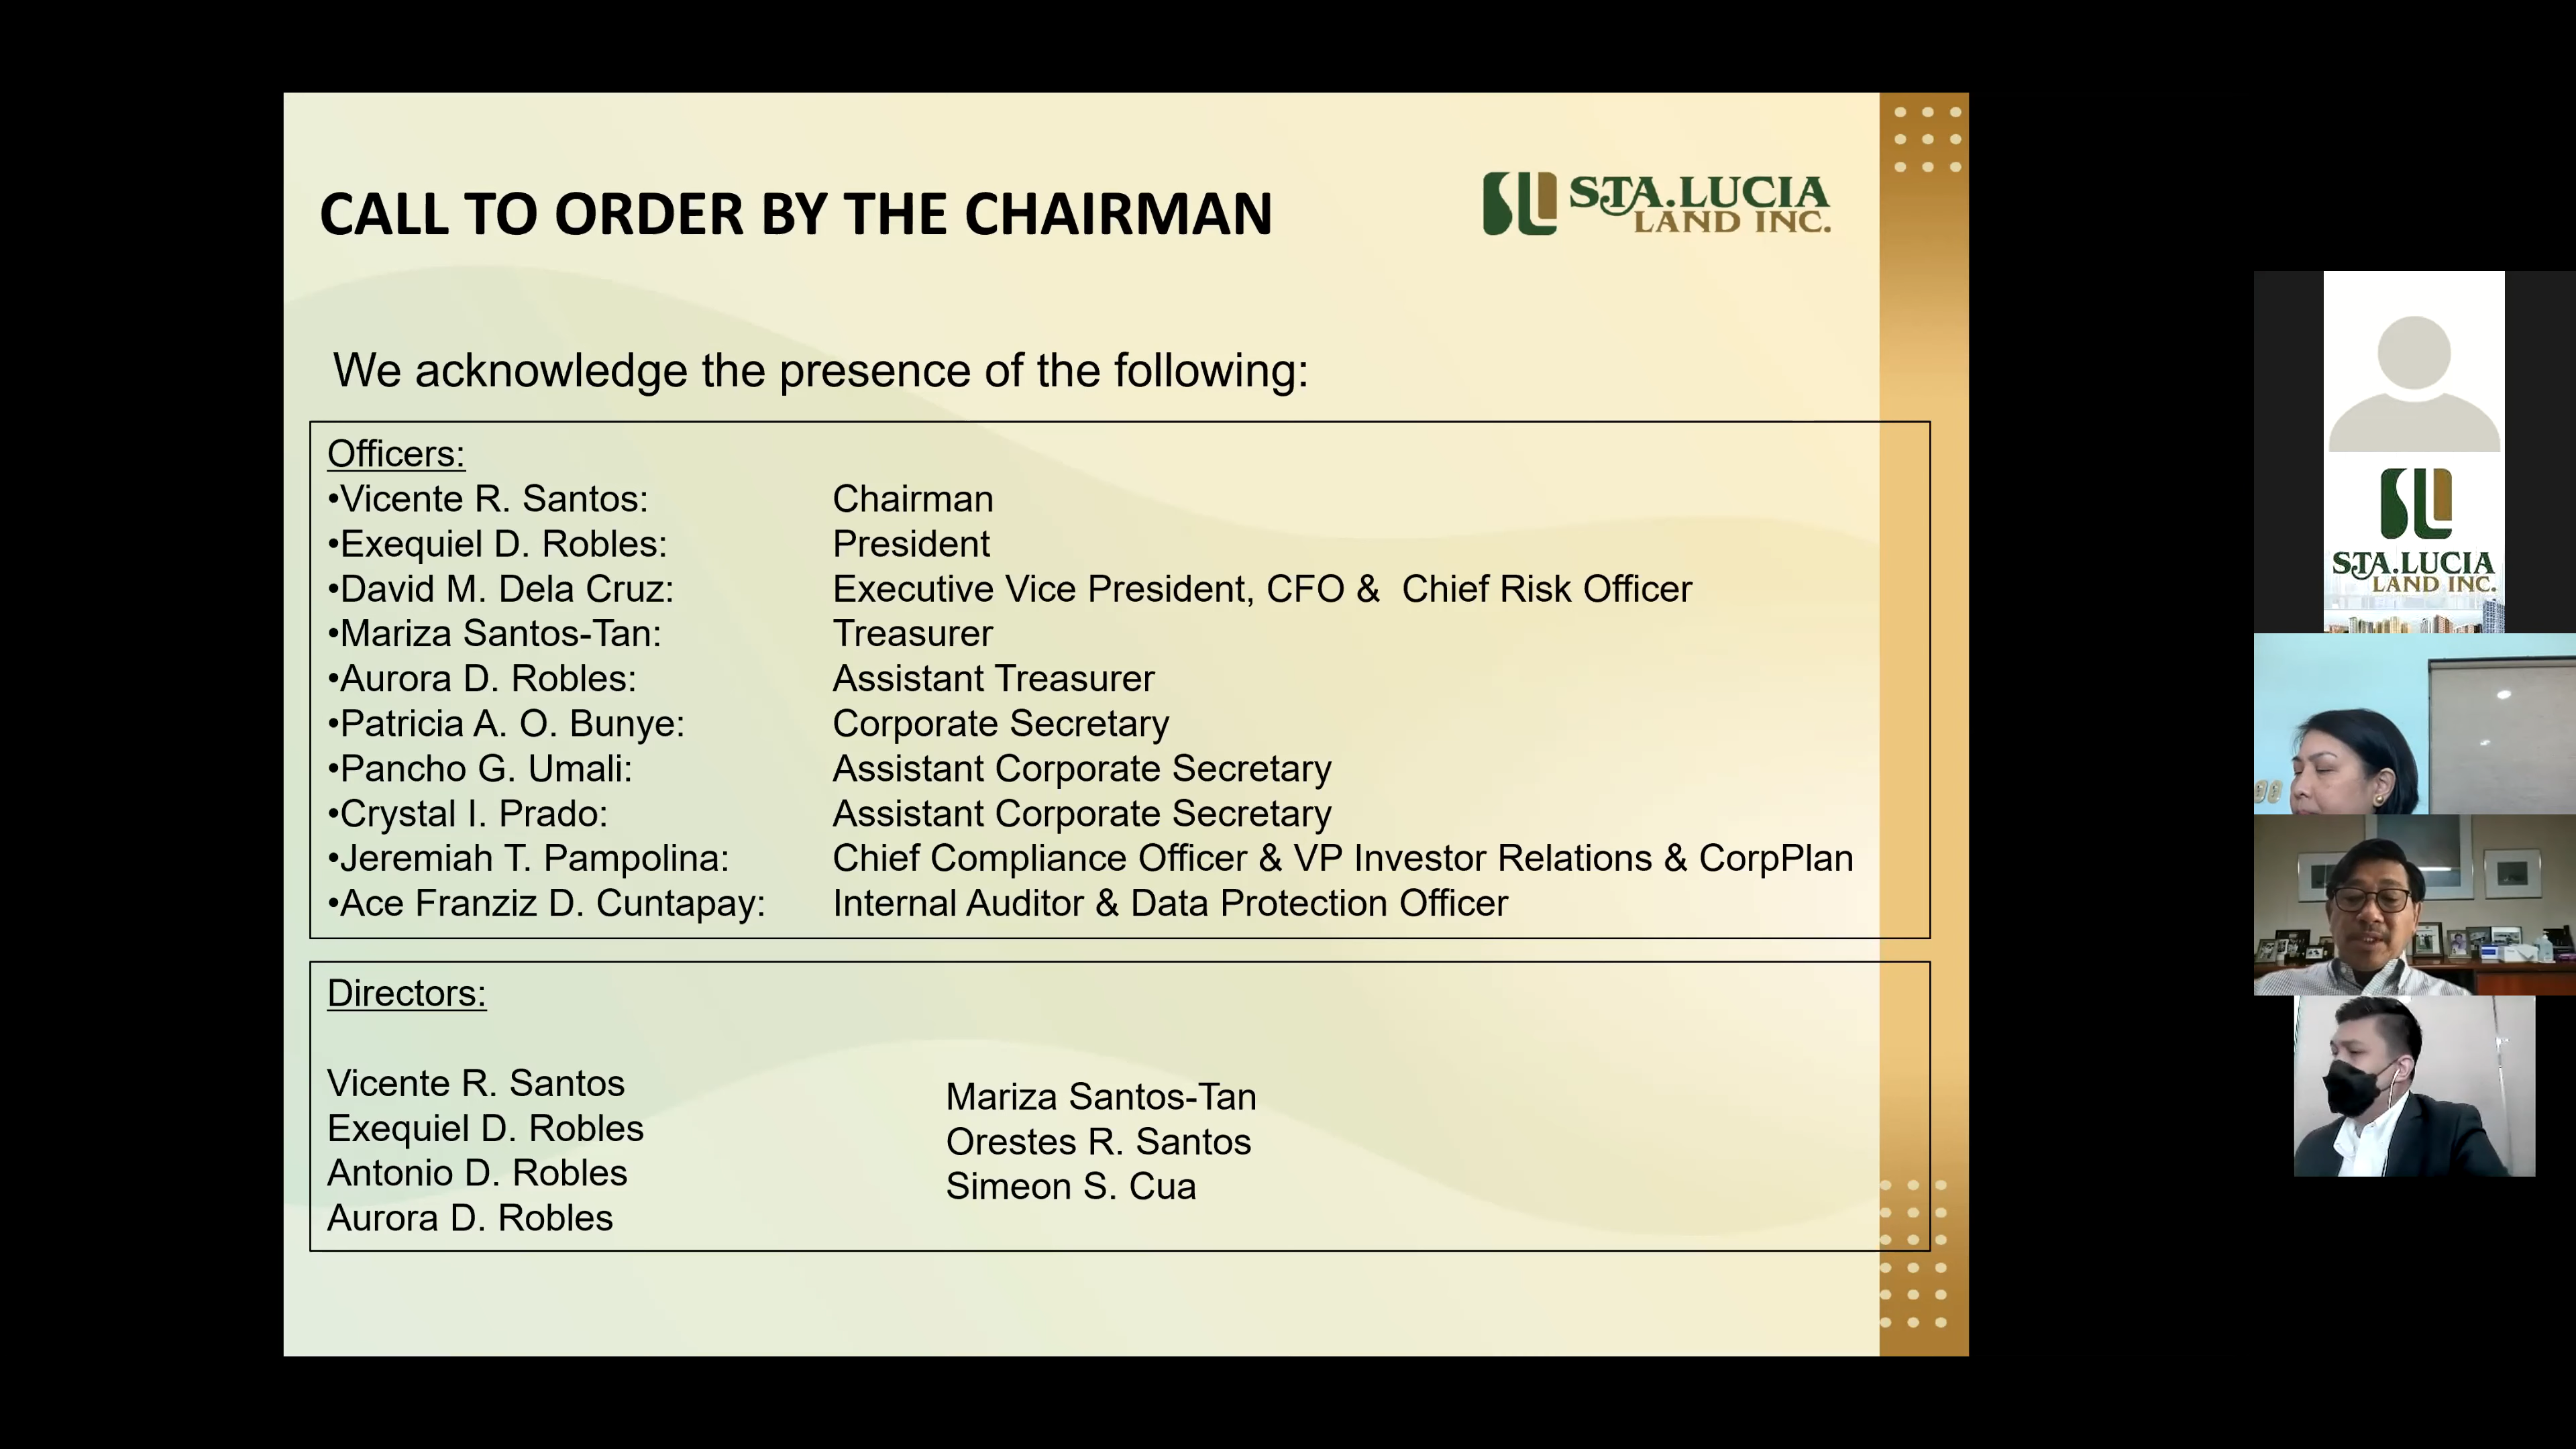 CALL TO ORDER BY THE CHAIRMAN
STA.LUCIA
LAND INC.
We acknowledge the presence of the following:
Officers:
•Vicente R. Santos: Chairman
•Exequiel D. Robles: President
•David M. Dela Cruz: Executive Vice President, CFO & Chief Risk Officer
•Mariza Santos-Tan: Treasurer
•Aurora D. Robles: Assistant Treasurer
•Patricia A. O. Bunye: Corporate Secretary
•Pancho G. Umali: Assistant Corporate Secretary
•Crystal I. Prado: Assistant Corporate Secretary
•Jeremiah T. Pampolina: Chief Compliance Officer & VP Investor Relations & CorpPlan
•Ace Franziz D. Cuntapay: Internal Auditor & Data Protection Officer
Directors:
Vicente R. Santos
Exequiel D. Robles
Antonio D. Robles
Aurora D. Robles
Mariza Santos-Tan
Orestes R. Santos
Simeon S. Cua
STA.LUCIA
LAND INC.